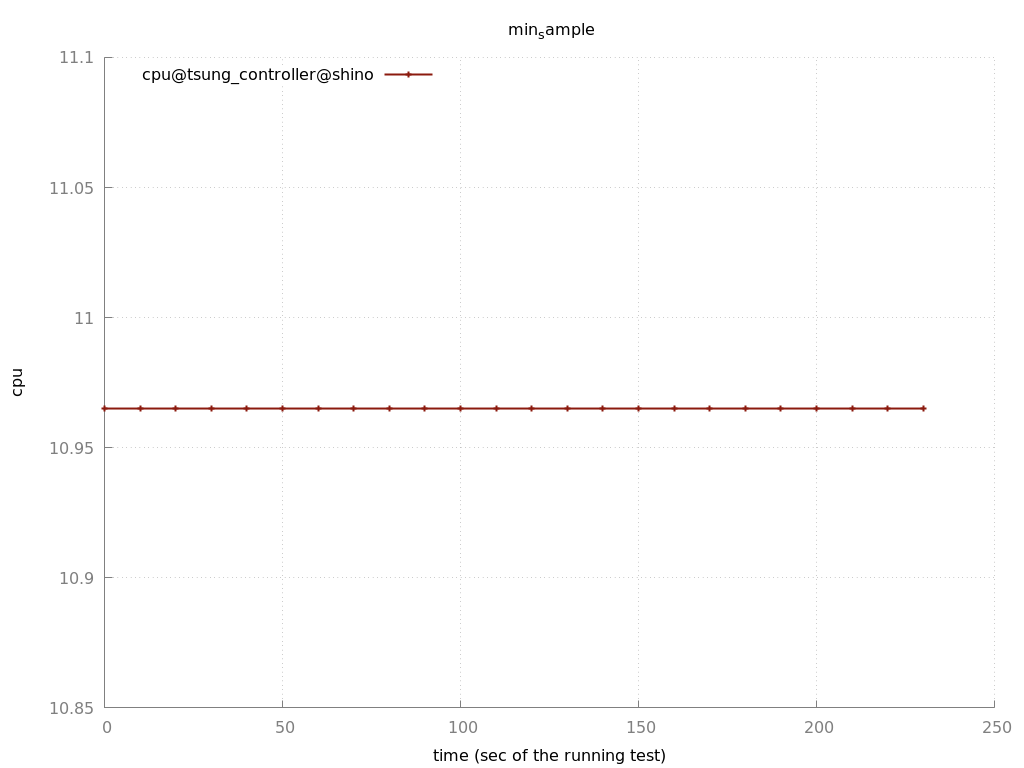 min_sample
11.1
cpu@tsung_controller@shino
11.05
11
cpu
10.95
10.9
10.85
0 50 100 150 200 250
time (sec of the running test)